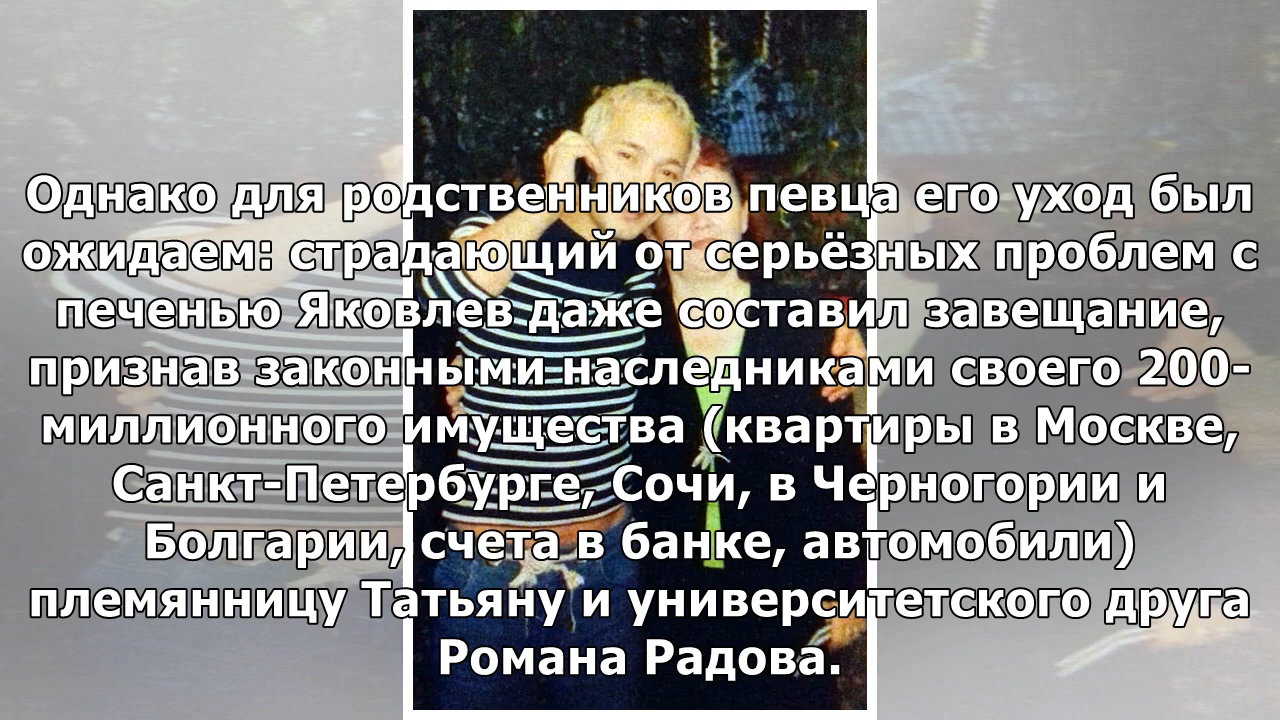 Однако для родственников певца его уход был
ожидаем: страдающий от серьёзных проблем с
печенью Яковлев даже составил завещание,
признав законными наследниками своего 200-
миллионного имущества (квартиры в Москве,
Санкт-Петербурге, Сочи, в Черногории и
Болгарии, счета в банке, автомобили)
племянницу Татьяну и университетского друга
Романа Радова.